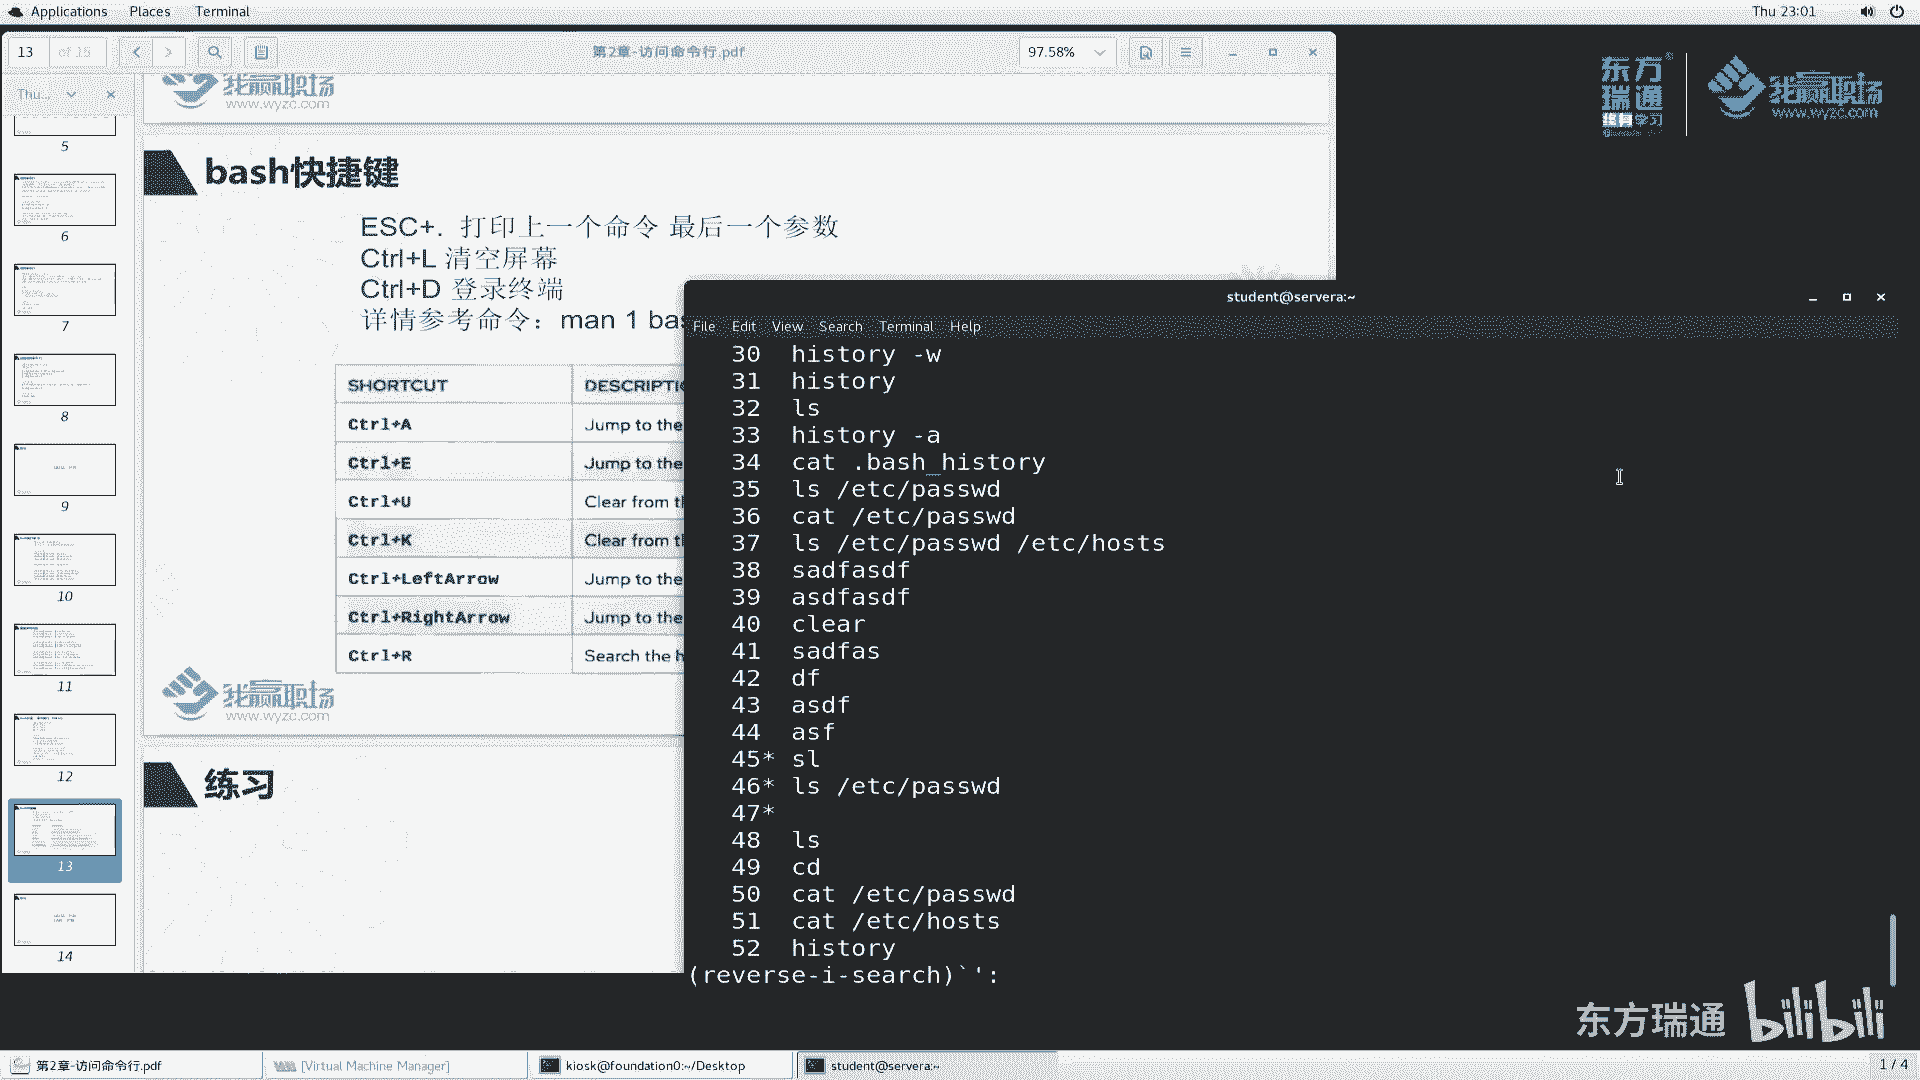 Applications Places Terminal
Thu 23:01
13 of 15
第2章-访问命令行.pdf
97.58%
Thu...
5
6
7
8
9
10
11
12
13
14
我赢职场
www.wyzc.com
bash快捷键
ESC+. 打印上一个命令 最后一个参数
Ctrl+L 清空屏幕
Ctrl+D 登录终端
详情参考命令：man 1 bas
SHORTCUT DESCRIPTIO
Ctrl+A Jump to the
Ctrl+E Jump to the
Ctrl+U Clear from t
Ctrl+K Clear from t
Ctrl+LeftArrow Jump to the
Ctrl+RightArrow Jump to the
Ctrl+R Search the h
我赢职场
www.wyzc.com
练习
东方瑞通
终身学习
我赢职场
www.wyzc.com
student@servera:~
File Edit View Search Terminal Help
30 history -w
31 history
32 ls
33 history -a
34 cat .bash_history
35 ls /etc/passwd
36 cat /etc/passwd
37 ls /etc/passwd /etc/hosts
38 sadfasdf
39 asdfasdf
40 clear
41 sadfas
42 df
43 asdf
44 asf
45* sl
46* ls /etc/passwd
47*
48 ls
49 cd
50 cat /etc/passwd
51 cat /etc/hosts
52 history
(reverse-i-search)`':
东方瑞通 bilibili
第2章-访问命令行.pdf
[Virtual Machine Manager]
kiosk@foundation0:~/Desktop
student@servera:~
1 / 4